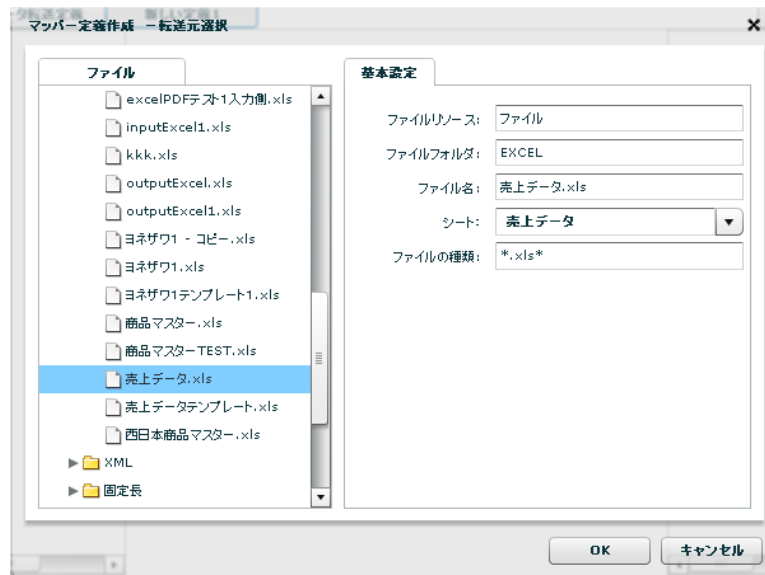 マッパー定義作成 －転送元選択
ファイル
excelPDFテスト1入力側.xls
inputExcel1.xls
kkk.xls
outputExcel.xls
outputExcel1.xls
ヨネザワ1 - コピー.xls
ヨネザワ1.xls
ヨネザワ1テンプレート1.xls
商品マスター.xls
商品マスターTEST.xls
売上データ.xls
売上データテンプレート.xls
西日本商品マスター.xls
XML
固定長
基本設定
ファイルリソース: ファイル
ファイルフォルダ: EXCEL
ファイル名: 売上データ.xls
シート: 売上データ
ファイルの種類: *.xls*
OK
キャンセル